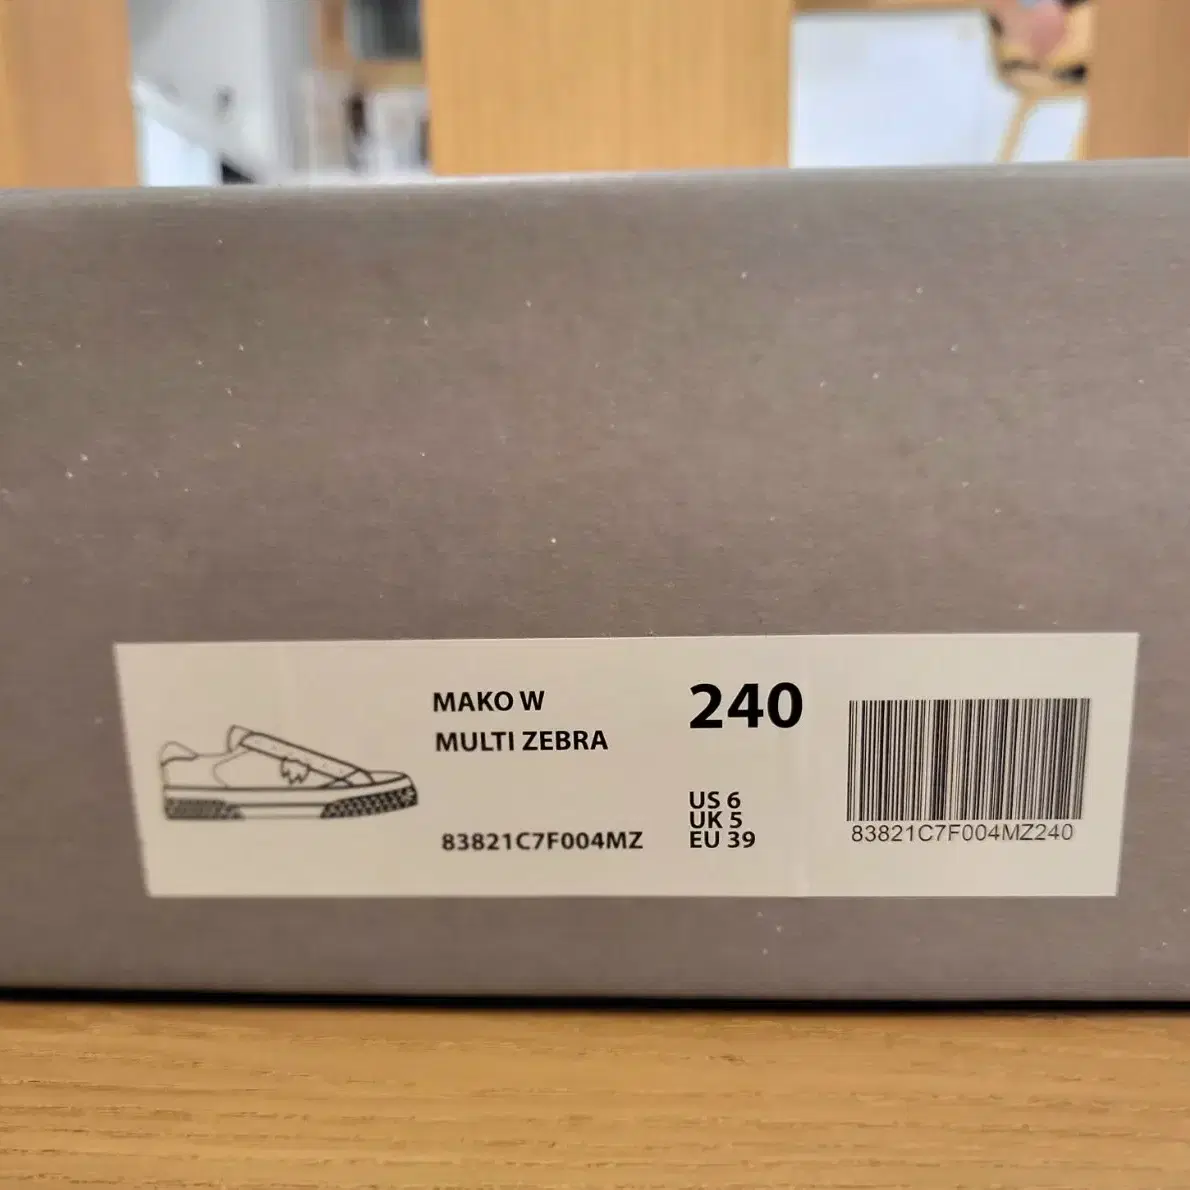 MAKO W
MULTI ZEBRA
83821C7F004MZ
240
US 6
UK 5
EU 39
83821C7F004MZ240